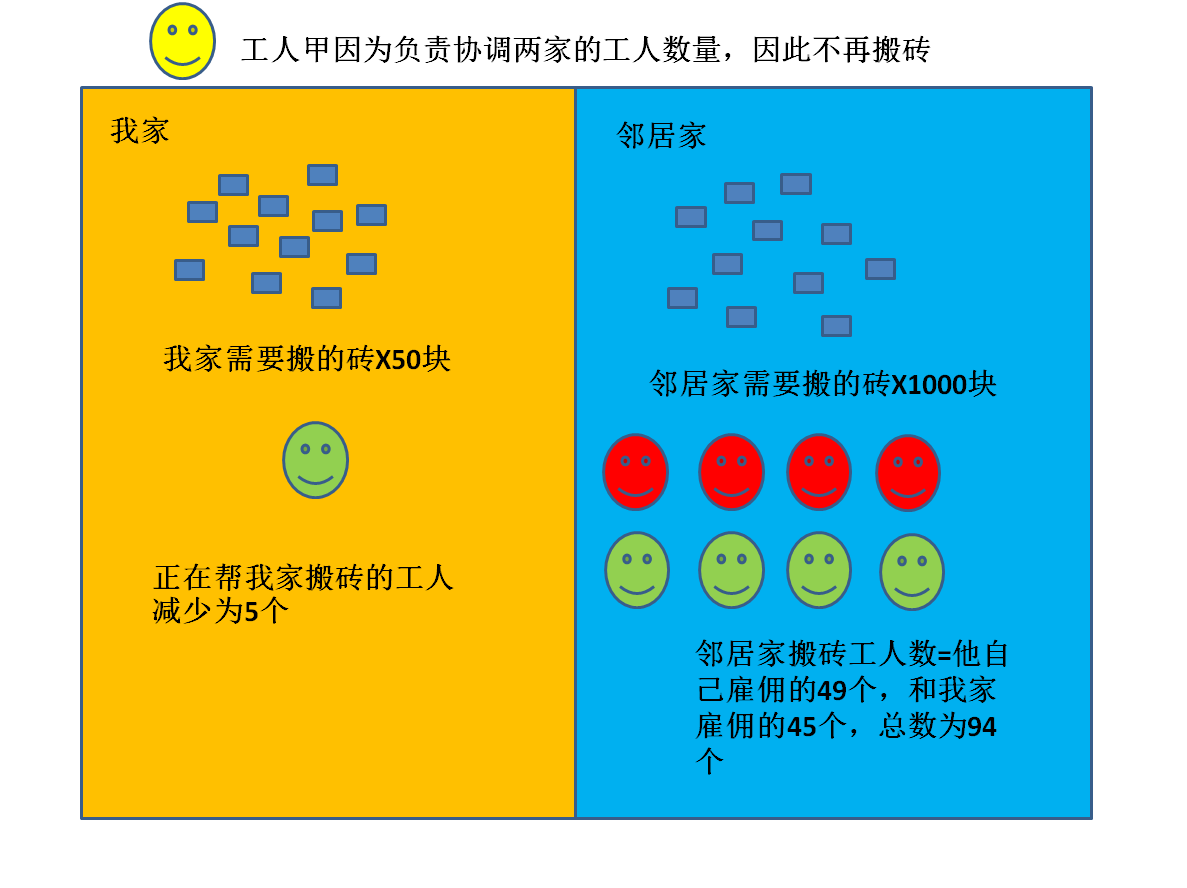 工人甲因为负责协调两家的工人数量，因此不再搬砖
我家
邻居家
我家需要搬的砖X50块
邻居家需要搬的砖X1000块
正在帮我家搬砖的工人
减少为5个
邻居家搬砖工人数=他自
己雇佣的49个，和我家
雇佣的45个，总数为94
个